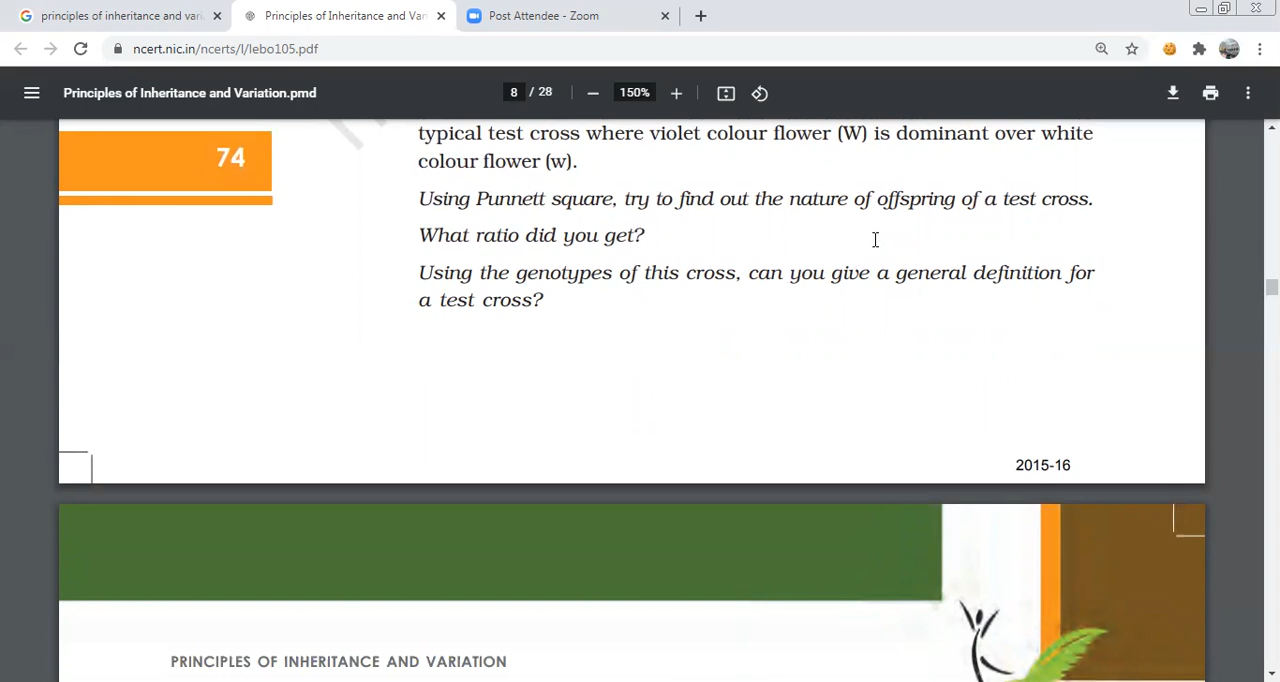 principles of inheritance and vari
Principles of Inheritance and Var
Post Attendee - Zoom
ncert.nic.in/ncerts/l/lebo105.pdf
Principles of Inheritance and Variation.pmd
8 / 28
150%
typical test cross where violet colour flower (W) is dominant over white
74
colour flower (w).
Using Punnett square, try to find out the nature of offspring of a test cross.
What ratio did you get?
Using the genotypes of this cross, can you give a general definition for
a test cross?
2015-16
PRINCIPLES OF INHERITANCE AND VARIATION